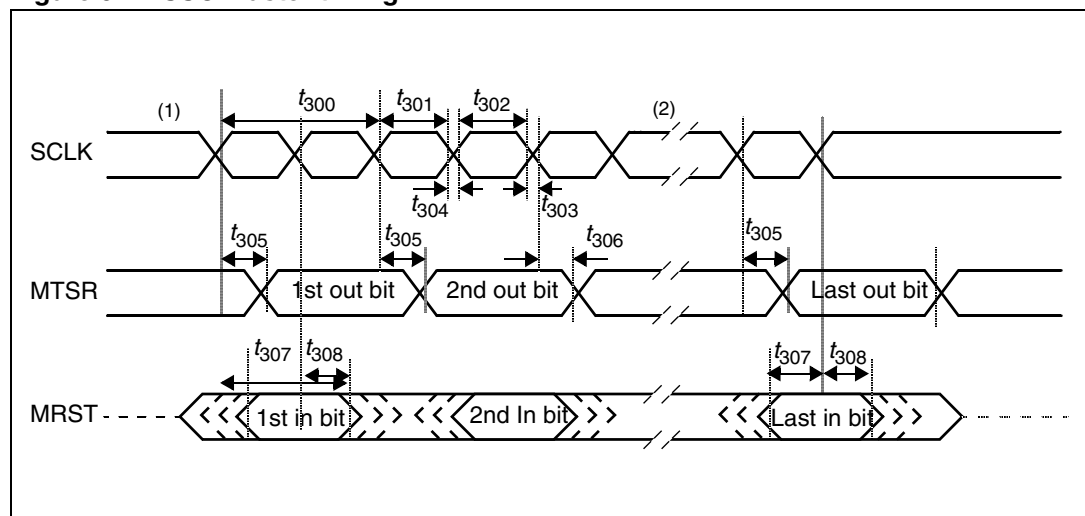 (1)
t300
t301
t302
(2)
SCLK
t304
t303
t305
t305
t306
t305
MTSR
1st out bit
2nd out bit
Last out bit
t307
t308
t307
t308
MRST
1st in bit
2nd In bit
Last in bit